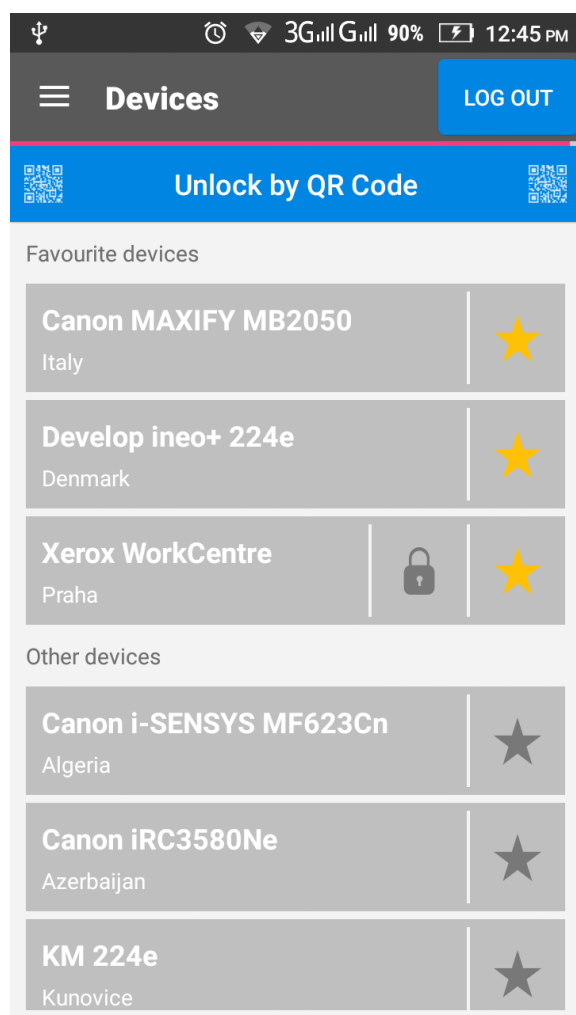 3G G 90% 12:45 PM
Devices LOG OUT
Unlock by QR Code
Favourite devices
Canon MAXIFY MB2050
Italy
Develop ineo+ 224e
Denmark
Xerox WorkCentre
Praha
Other devices
Canon i-SENSYS MF623Cn
Algeria
Canon iRC3580Ne
Azerbaijan
KM 224e
Kunovice